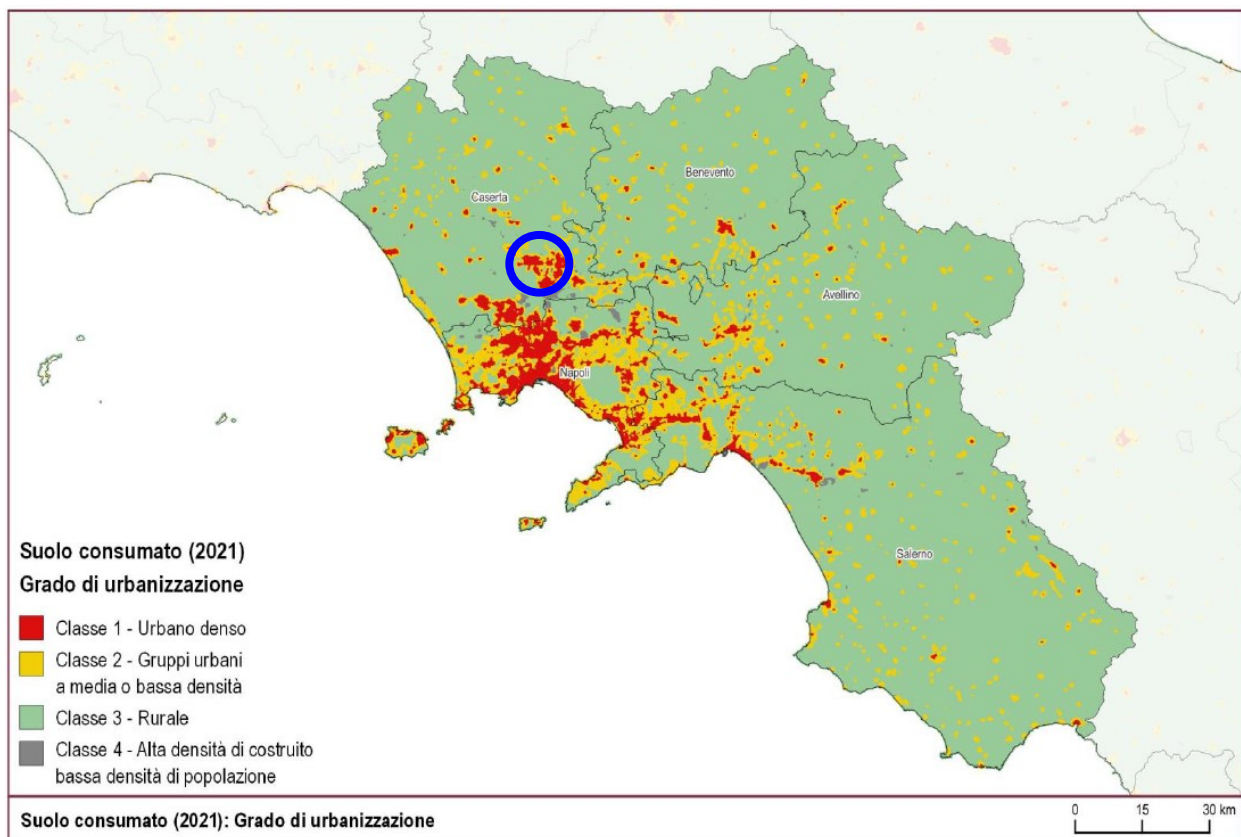 Benevento
Caserta
Avellino
Napoli
Salerno
Suolo consumato (2021)
Grado di urbanizzazione
Classe 1 - Urbano denso
Classe 2 - Gruppi urbani
a media o bassa densità
Classe 3 - Rurale
Classe 4 - Alta densità di costruito
bassa densità di popolazione
Suolo consumato (2021): Grado di urbanizzazione
0 15 30 km